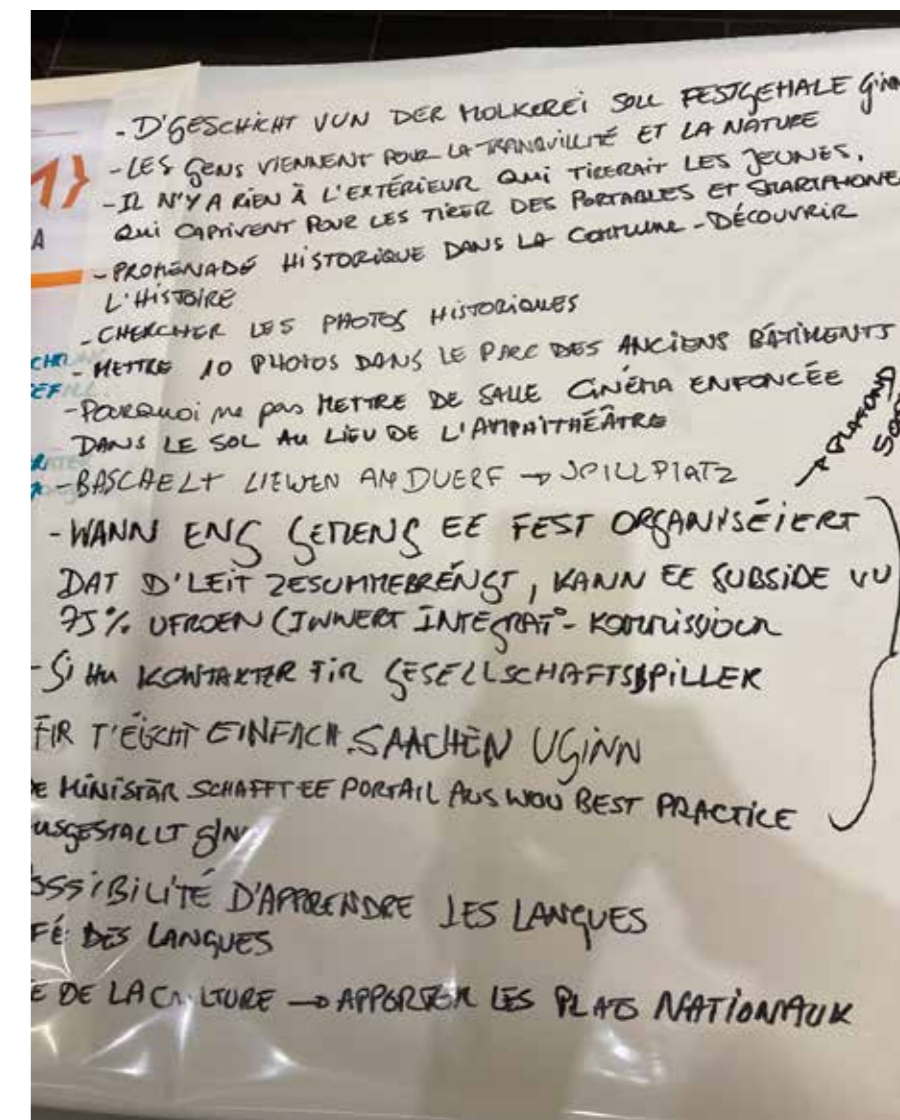 - D'GESCHICHT VUN DER MOLKEREI SOLL FESTGEHALE GINN
- LES GENS VIENNENT POUR LA TRANQUILLITÉ ET LA NATURE
- IL N'Y A RIEN À L'EXTÉRIEUR QUI TIRERAIT LES JEUNES,
QUI CAPTIVENT POUR LES TIRER DES PORTABLES ET SMARTPHONE
- PROMENADE HISTORIQUE DANS LA COMMUNE - DÉCOUVRIR
L'HISTOIRE
- CHERCHER LES PHOTOS HISTORIQUES
- METTRE 10 PHOTOS DANS LE PARC DES ANCIENS BÂTIMENTS
- POURQUOI NE PAS METTRE DE SALLE CINÉMA ENFONCÉE
DANS LE SOL AU LIEU DE L'AMPHITHÉÂTRE
- LIEWEN AM DUERF → SPILLPLATZ
- WANN ENG GEMENG EE FEST ORGANISÉIERT
DAT D'LEIT ZESUMMEBRÉNGT, KANN EE SUBSIDE VU
75% UFROEN (INTEGRAT° - KOMMISSIOUN
- SI HU KONTAKTER FIR GESELLSCHAFTSSPILLER
FIR T'ÉISCHT EINFACH SAACHEN UGINN
E MINISTÄR SCHAFFT EE PORTAIL AUS WOU BEST PRACTICE
USGESTALLT GINN
OSSIBILITÉ D'APPRENDRE LES LANGUES
FÉ DES LANGUES
E DE LA CULTURE → APPORTER LES PLATS NATIONAUX
1}
A